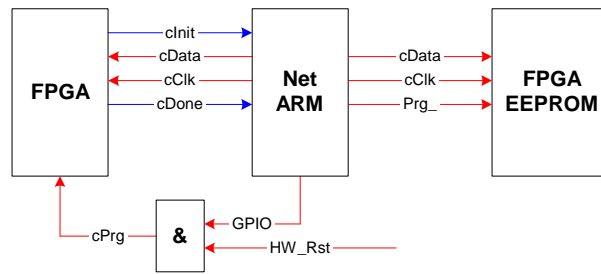 cInit
cData
cData
FPGA
cClk
Net
ARM
cClk
FPGA
EEPROM
cDone
Prg_
GPIO
cPrg
&
HW_Rst